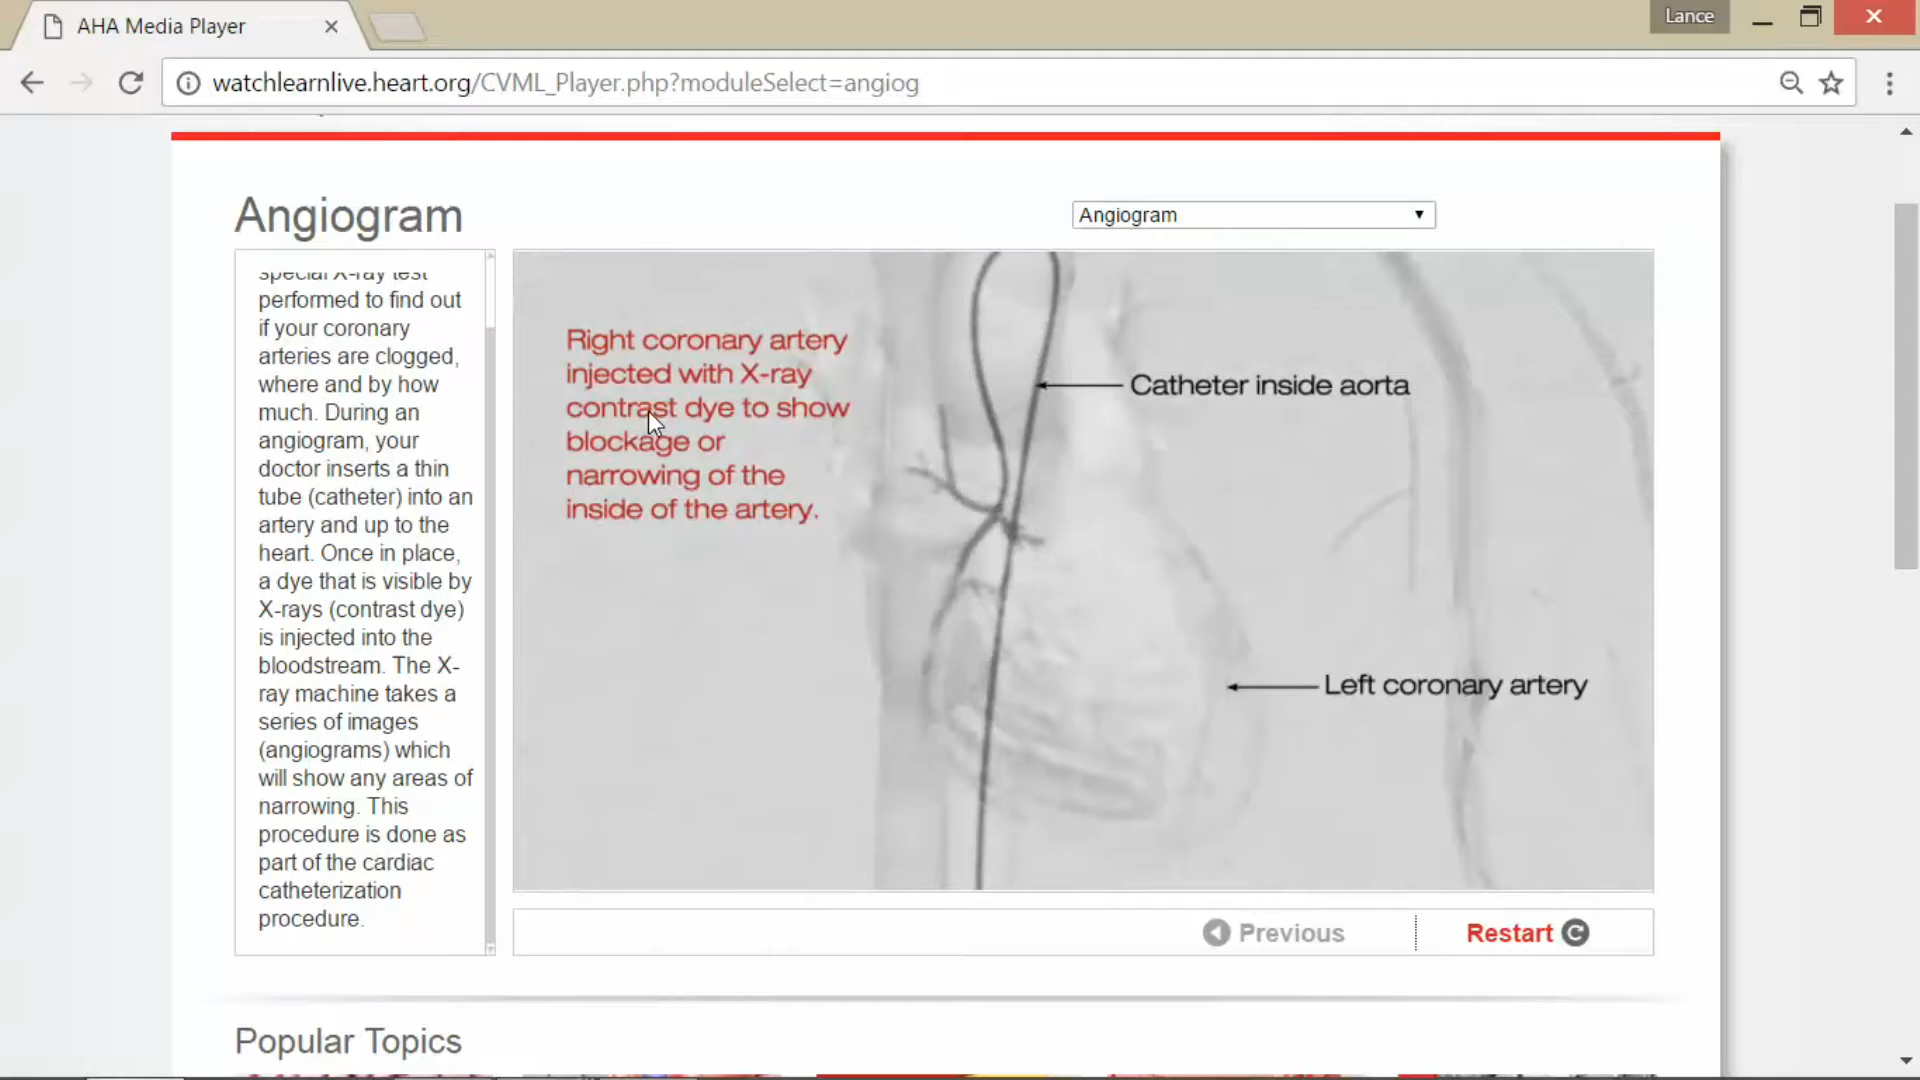 AHA Media Player
Lance
watchlearnlive.heart.org/CVML_Player.php?moduleSelect=angiog
Angiogram
Angiogram
special X-ray test
performed to find out
if your coronary
arteries are clogged,
where and by how
much. During an
angiogram, your
doctor inserts a thin
tube (catheter) into an
artery and up to the
heart. Once in place,
a dye that is visible by
X-rays (contrast dye)
is injected into the
bloodstream. The X-
ray machine takes a
series of images
(angiograms) which
will show any areas of
narrowing. This
procedure is done as
part of the cardiac
catheterization
procedure.
Right coronary artery
injected with X-ray
contrast dye to show
blockage or
narrowing of the
inside of the artery.
Catheter inside aorta
Left coronary artery
Previous
Restart
Popular Topics